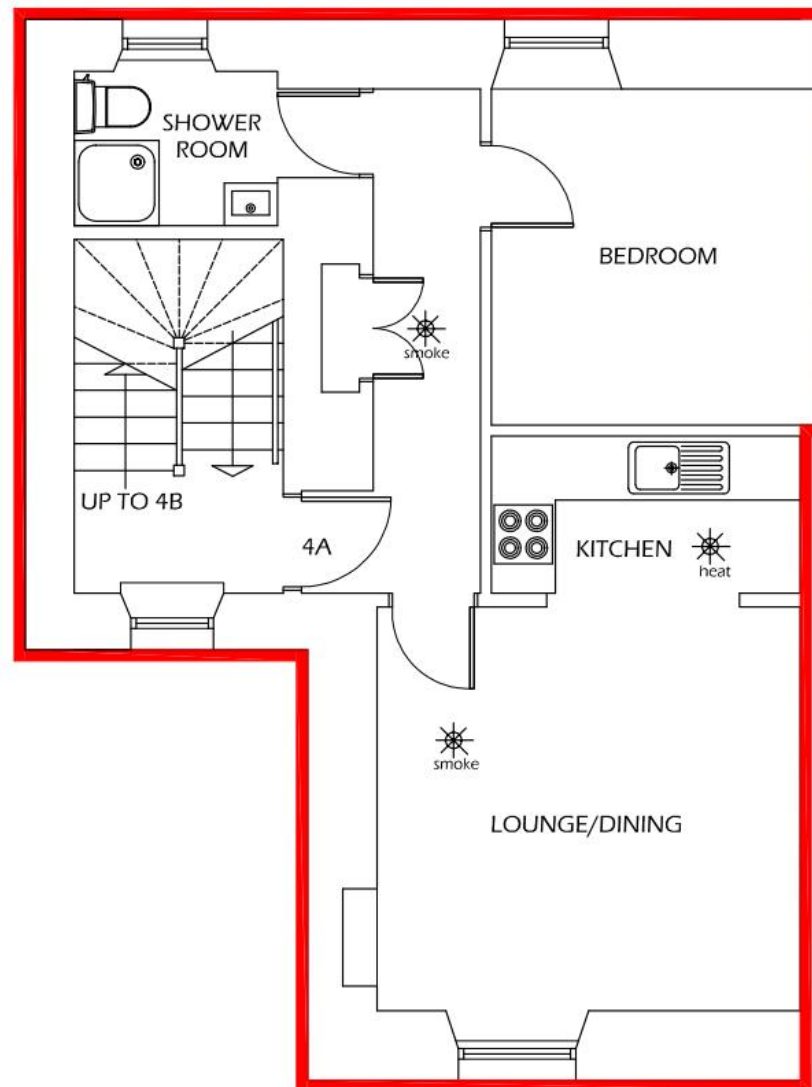 SHOWER
ROOM
BEDROOM
smoke
UP TO 4B
4A
KITCHEN
heat
smoke
LOUNGE/DINING